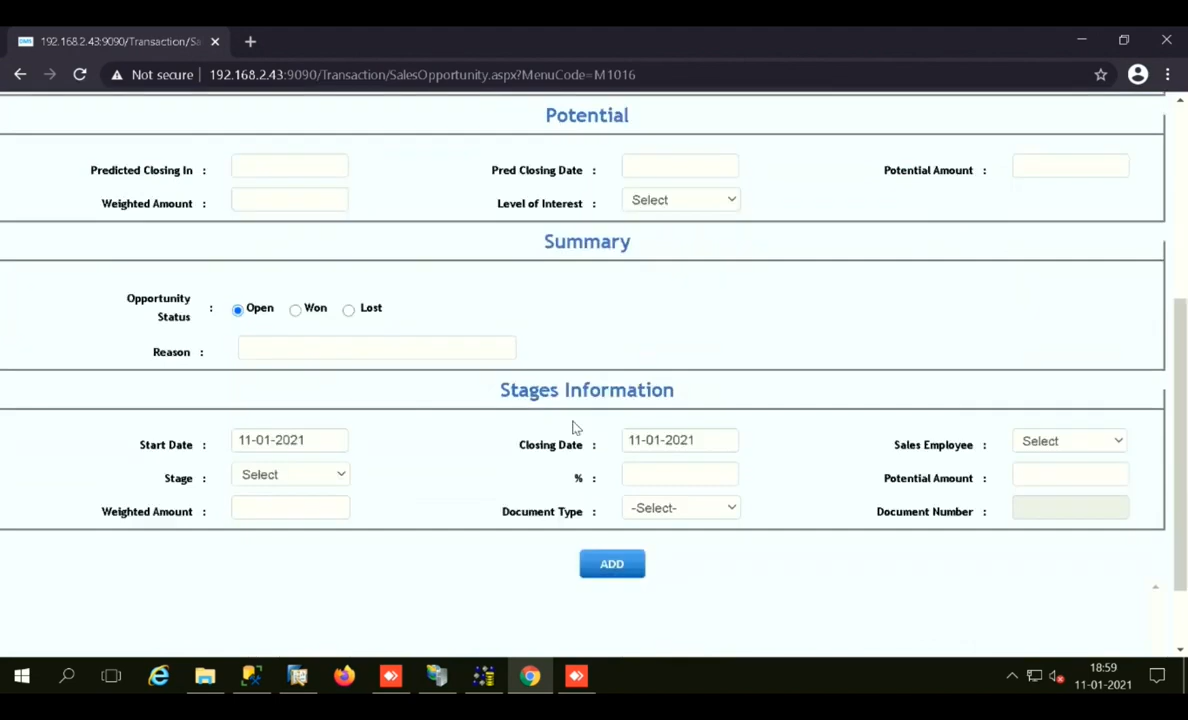 192.168.2.43:9090/Transaction/Sa
Not secure 192.168.2.43:9090/Transaction/SalesOpportunity.aspx?MenuCode=M1016
Potential
Predicted Closing In : Pred Closing Date : Potential Amount :
Weighted Amount : Level of Interest : Select
Summary
Opportunity Status : Open Won Lost
Reason :
Stages Information
Start Date : 11-01-2021 Closing Date : 11-01-2021 Sales Employee : Select
Stage : Select % : Potential Amount :
Weighted Amount : Document Type : -Select- Document Number :
ADD
18:59
11-01-2021